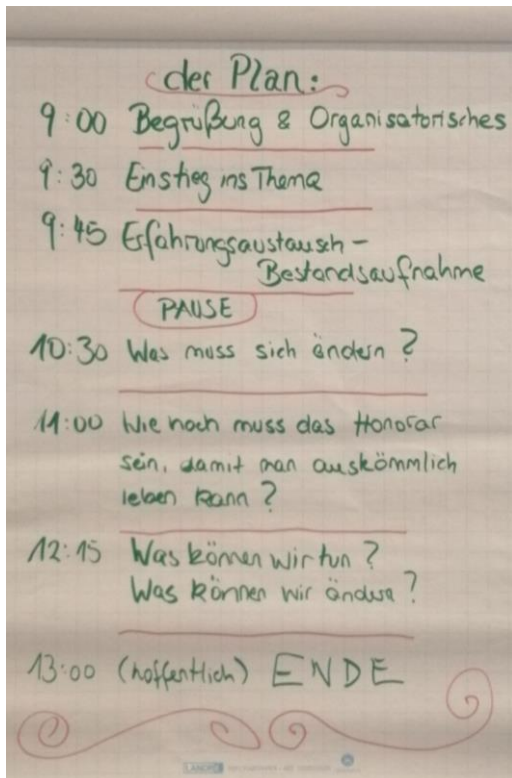 der Plan:
9:00 Begrüßung & Organisatorisches
9:30 Einstieg ins Thema
9:45 Erfahrungsaustausch-
Bestandsaufnahme
PAUSE
10:30 Was muss sich ändern?
11:00 Wie hoch muss das Honorar
sein, damit man auskömmlich
leben kann?
12:15 Was können wir tun?
Was können wir ändern?
13:00 (hoffentlich) ENDE